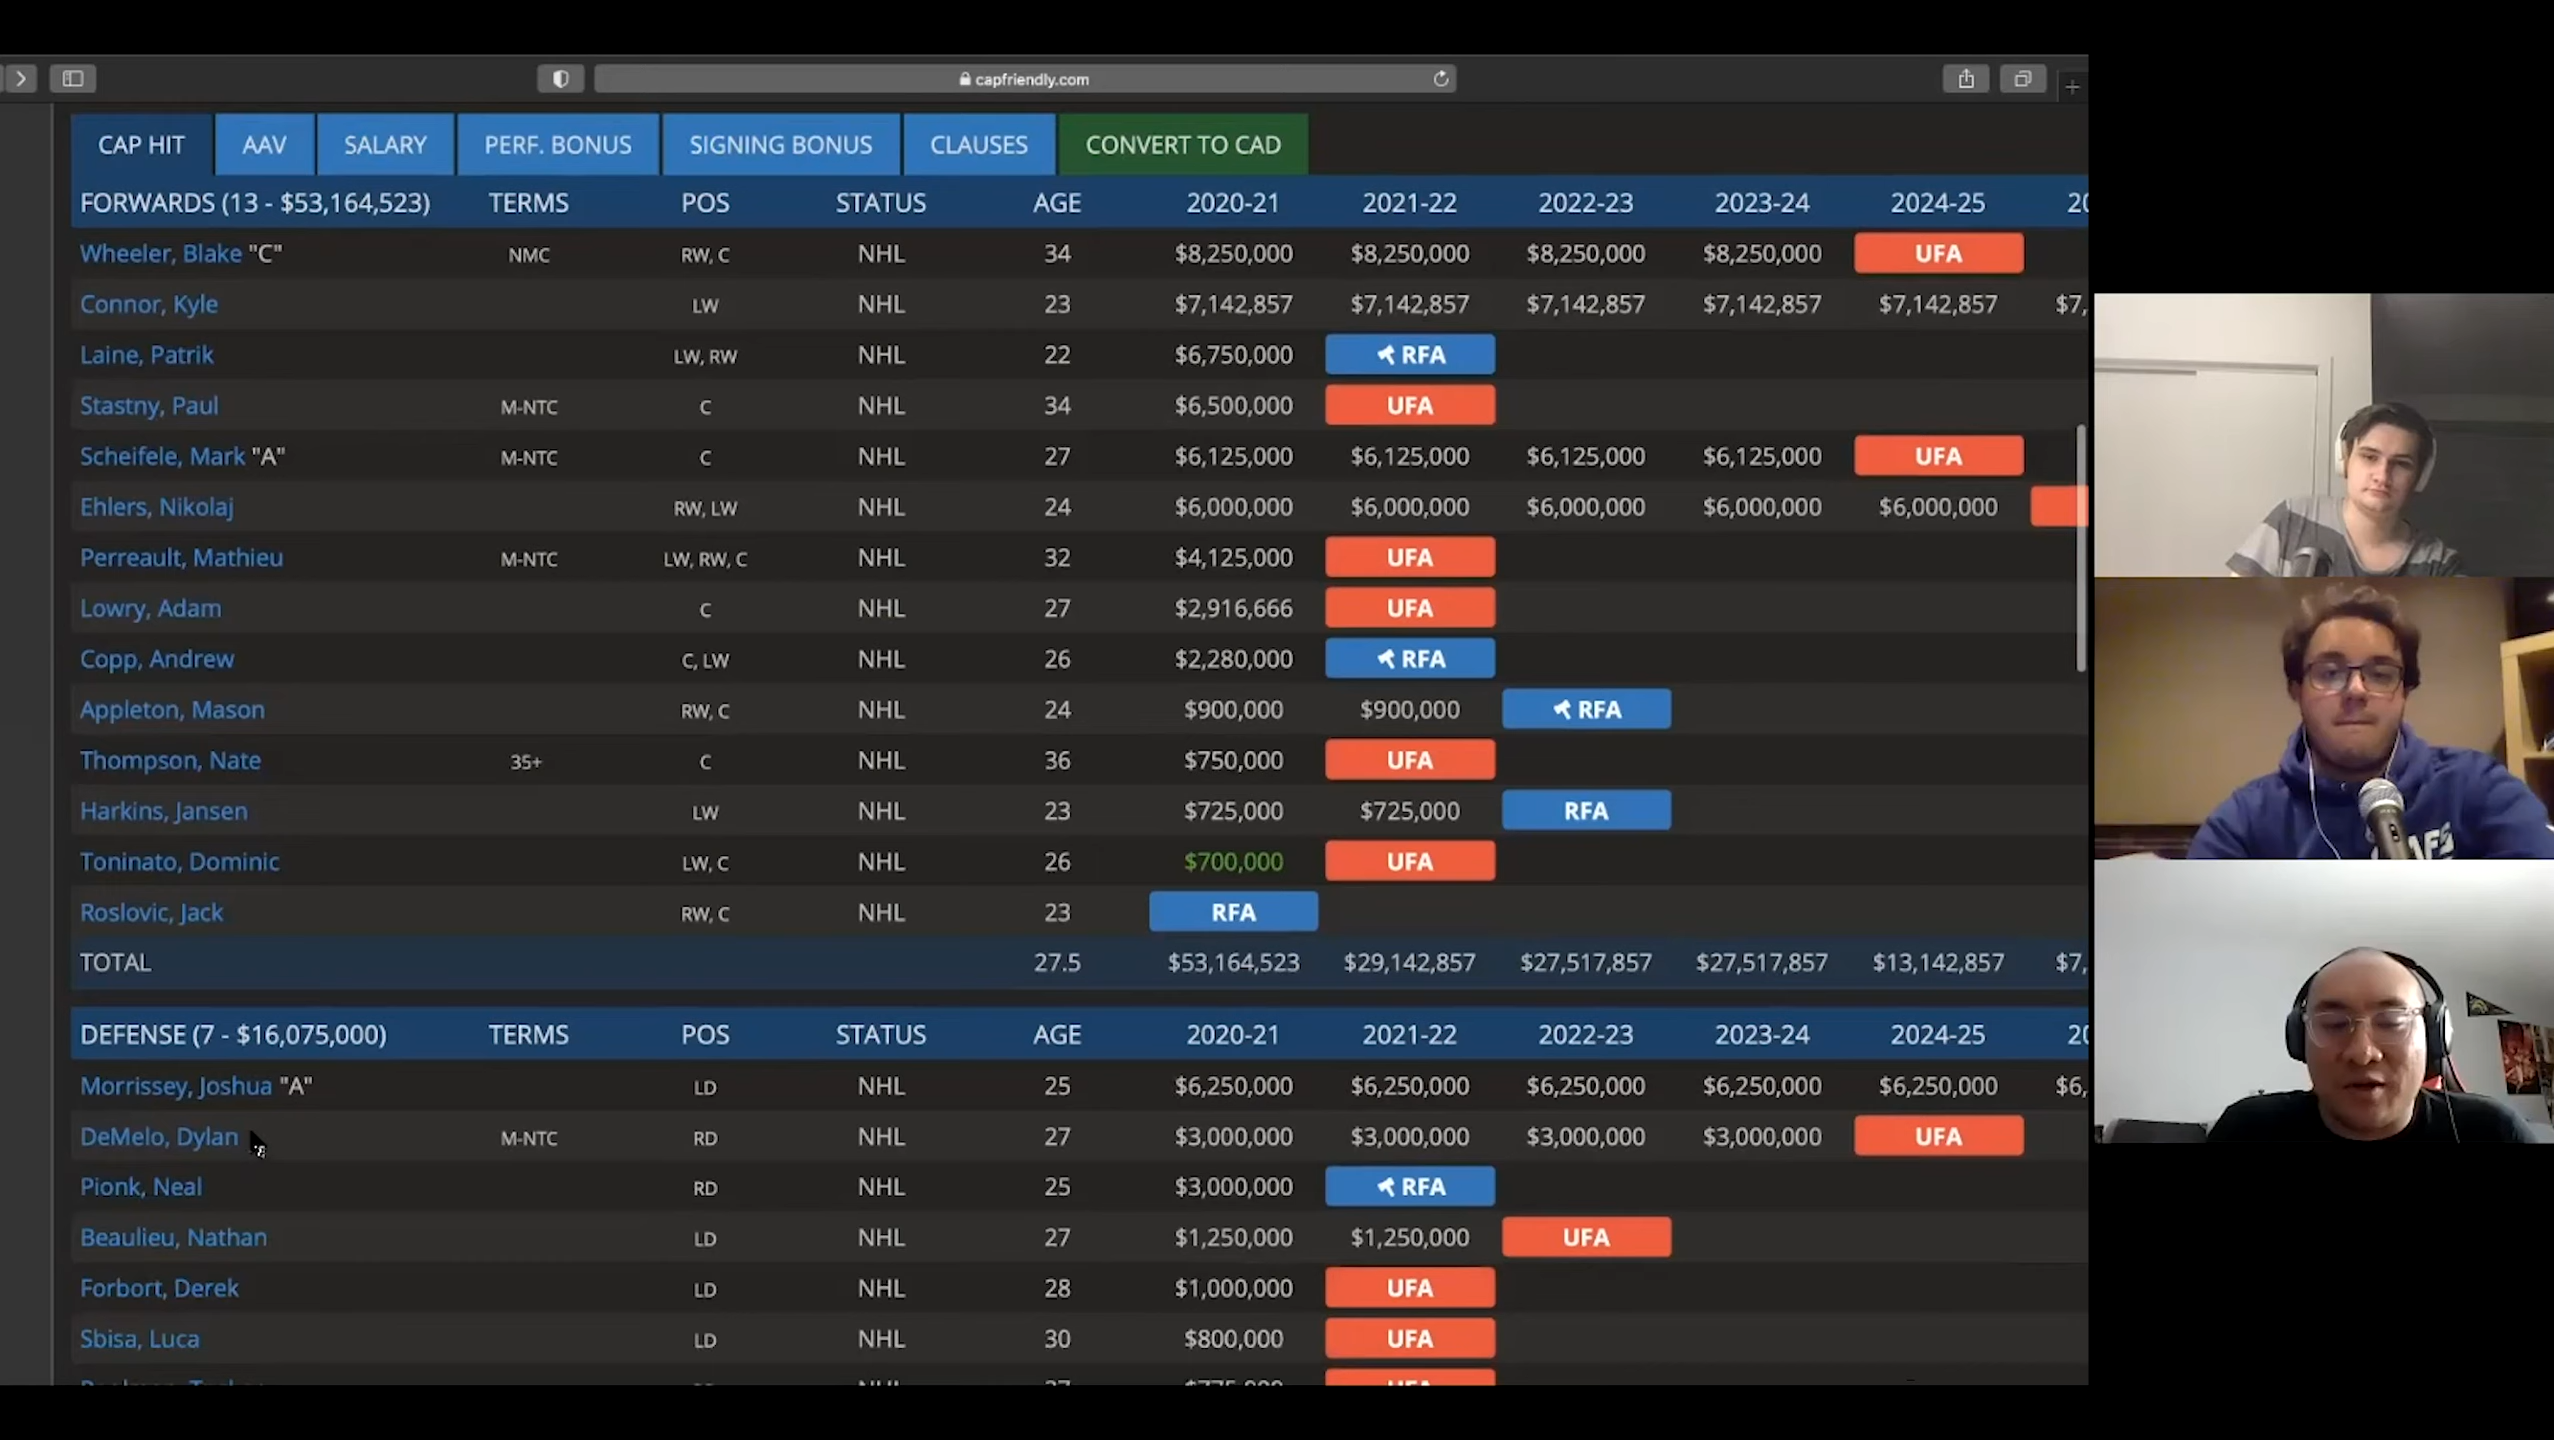 capfriendly.com
CAP HIT AAV SALARY PERF. BONUS SIGNING BONUS CLAUSES CONVERT TO CAD
FORWARDS (13 - $53,164,523) TERMS POS STATUS AGE 2020-21 2021-22 2022-23 2023-24 2024-25 20
Wheeler, Blake "C" NMC RW, C NHL 34 $8,250,000 $8,250,000 $8,250,000 $8,250,000 UFA
Connor, Kyle LW NHL 23 $7,142,857 $7,142,857 $7,142,857 $7,142,857 $7,142,857 $7,
Laine, Patrik LW, RW NHL 22 $6,750,000 RFA
Stastny, Paul M-NTC C NHL 34 $6,500,000 UFA
Scheifele, Mark "A" M-NTC C NHL 27 $6,125,000 $6,125,000 $6,125,000 $6,125,000 UFA
Ehlers, Nikolaj RW, LW NHL 24 $6,000,000 $6,000,000 $6,000,000 $6,000,000 $6,000,000
Perreault, Mathieu M-NTC LW, RW, C NHL 32 $4,125,000 UFA
Lowry, Adam C NHL 27 $2,916,666 UFA
Copp, Andrew C, LW NHL 26 $2,280,000 RFA
Appleton, Mason RW, C NHL 24 $900,000 $900,000 RFA
Thompson, Nate 35+ C NHL 36 $750,000 UFA
Harkins, Jansen LW NHL 23 $725,000 $725,000 RFA
Toninato, Dominic LW, C NHL 26 $700,000 UFA
Roslovic, Jack RW, C NHL 23 RFA
TOTAL 27.5 $53,164,523 $29,142,857 $27,517,857 $27,517,857 $13,142,857 $7,
DEFENSE (7 - $16,075,000) TERMS POS STATUS AGE 2020-21 2021-22 2022-23 2023-24 2024-25 20
Morrissey, Joshua "A" LD NHL 25 $6,250,000 $6,250,000 $6,250,000 $6,250,000 $6,250,000 $6,
DeMelo, Dylan M-NTC RD NHL 27 $3,000,000 $3,000,000 $3,000,000 $3,000,000 UFA
Pionk, Neal RD NHL 25 $3,000,000 RFA
Beaulieu, Nathan LD NHL 27 $1,250,000 $1,250,000 UFA
Forbort, Derek LD NHL 28 $1,000,000 UFA
Sbisa, Luca LD NHL 30 $800,000 UFA